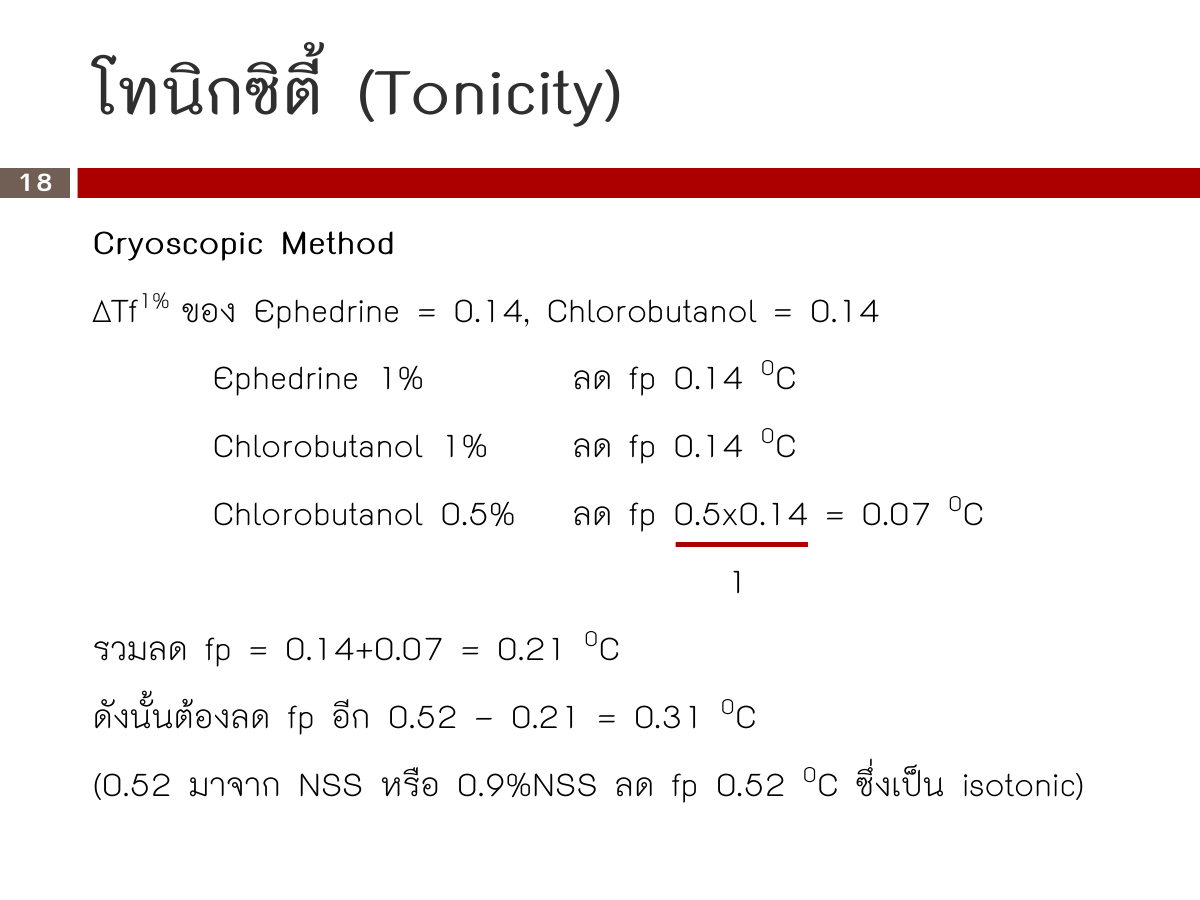 โทนิกซิตี้ (Tonicity)
18
Cryoscopic Method
ΔTf^1% ของ Ephedrine = 0.14, Chlorobutanol = 0.14
Ephedrine 1% ลด fp 0.14 ⁰C
Chlorobutanol 1% ลด fp 0.14 ⁰C
Chlorobutanol 0.5% ลด fp 0.5x0.14 = 0.07 ⁰C
1
รวมลด fp = 0.14+0.07 = 0.21 ⁰C
ดังนั้นต้องลด fp อีก 0.52 – 0.21 = 0.31 ⁰C
(0.52 มาจาก NSS หรือ 0.9%NSS ลด fp 0.52 ⁰C ซึ่งเป็น isotonic)